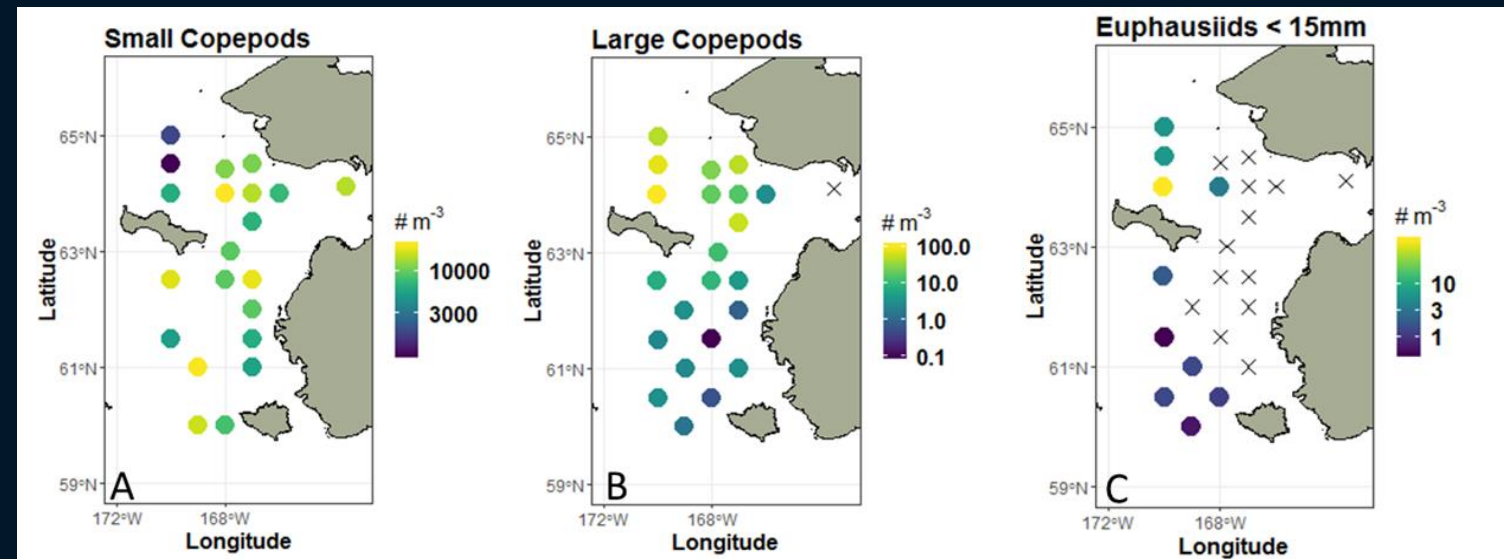 Small Copepods
65°N
63°N
61°N
59°N
172°W
168°W
Longitude
Latitude
# m-3
10000
3000
A
Large Copepods
65°N
63°N
61°N
59°N
172°W
168°W
Longitude
Latitude
# m-3
100.0
10.0
1.0
0.1
B
Euphausiids < 15mm
65°N
63°N
61°N
59°N
172°W
168°W
Longitude
Latitude
# m-3
10
3
1
C